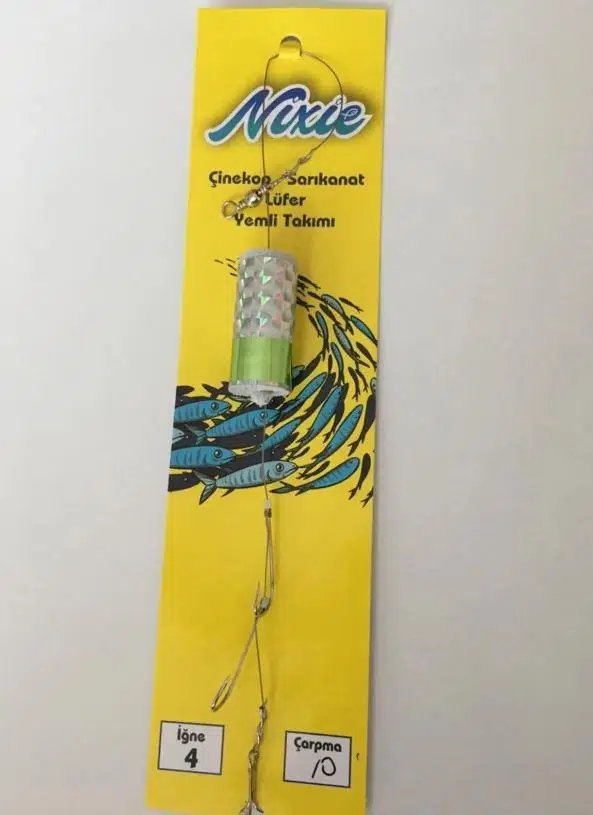 Nixie
Çinekop - Sarıkanat
Lüfer
Yemli Takımı
İğne
4
Çarpma
10